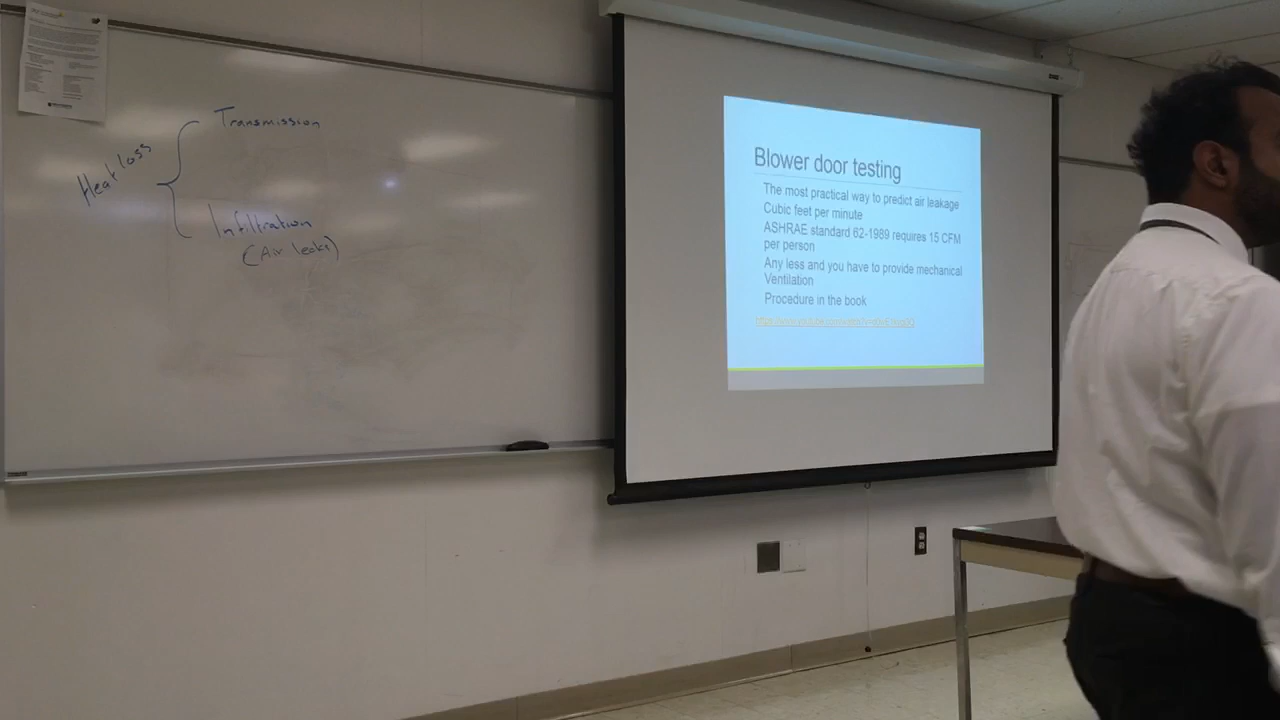 Heat loss
Transmission
Infiltration
(Air leaks)
Blower door testing
The most practical way to predict air leakage
Cubic feet per minute
ASHRAE standard 62-1989 requires 15 CFM
per person
Any less and you have to provide mechanical
Ventilation
Procedure in the book